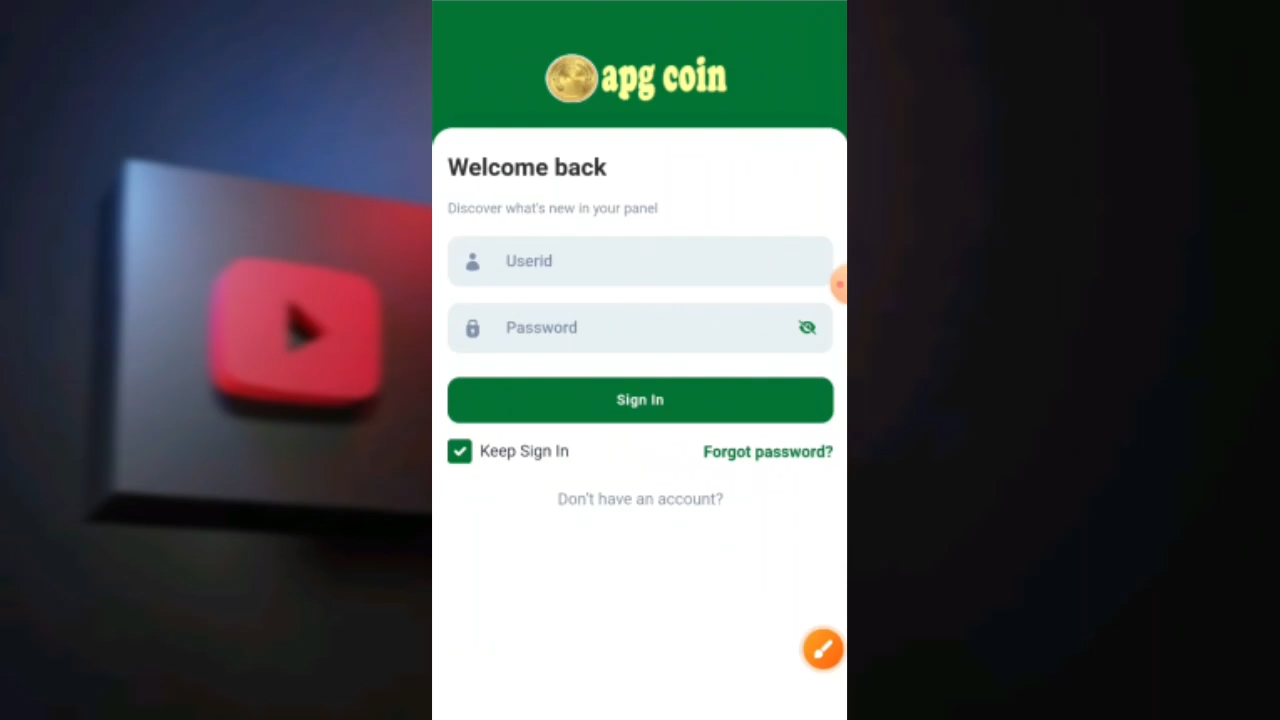 apg coin
Welcome back
Discover what's new in your panel
Userid
Password
Sign In
Keep Sign In
Forgot password?
Don't have an account?